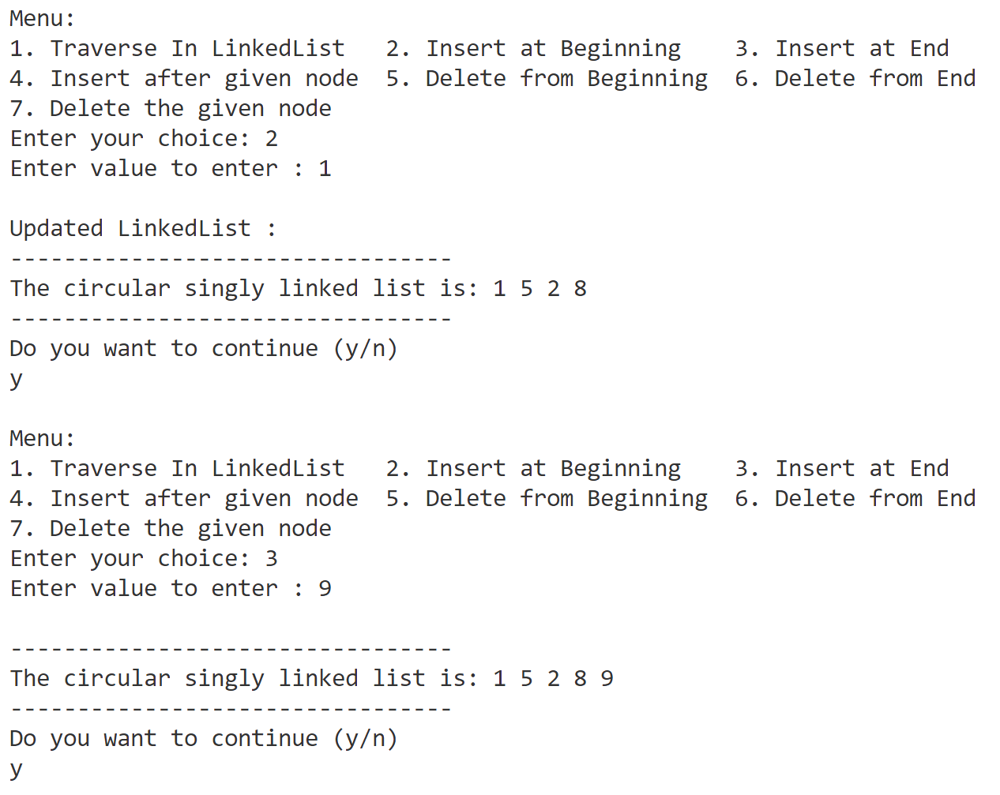 Menu:
1. Traverse In LinkedList   2. Insert at Beginning    3. Insert at End
4. Insert after given node  5. Delete from Beginning  6. Delete from End
7. Delete the given node
Enter your choice: 2
Enter value to enter : 1
Updated LinkedList :
---------------------------------
The circular singly linked list is: 1 5 2 8
---------------------------------
Do you want to continue (y/n)
y
Menu:
1. Traverse In LinkedList   2. Insert at Beginning    3. Insert at End
4. Insert after given node  5. Delete from Beginning  6. Delete from End
7. Delete the given node
Enter your choice: 3
Enter value to enter : 9
---------------------------------
The circular singly linked list is: 1 5 2 8 9
---------------------------------
Do you want to continue (y/n)
y